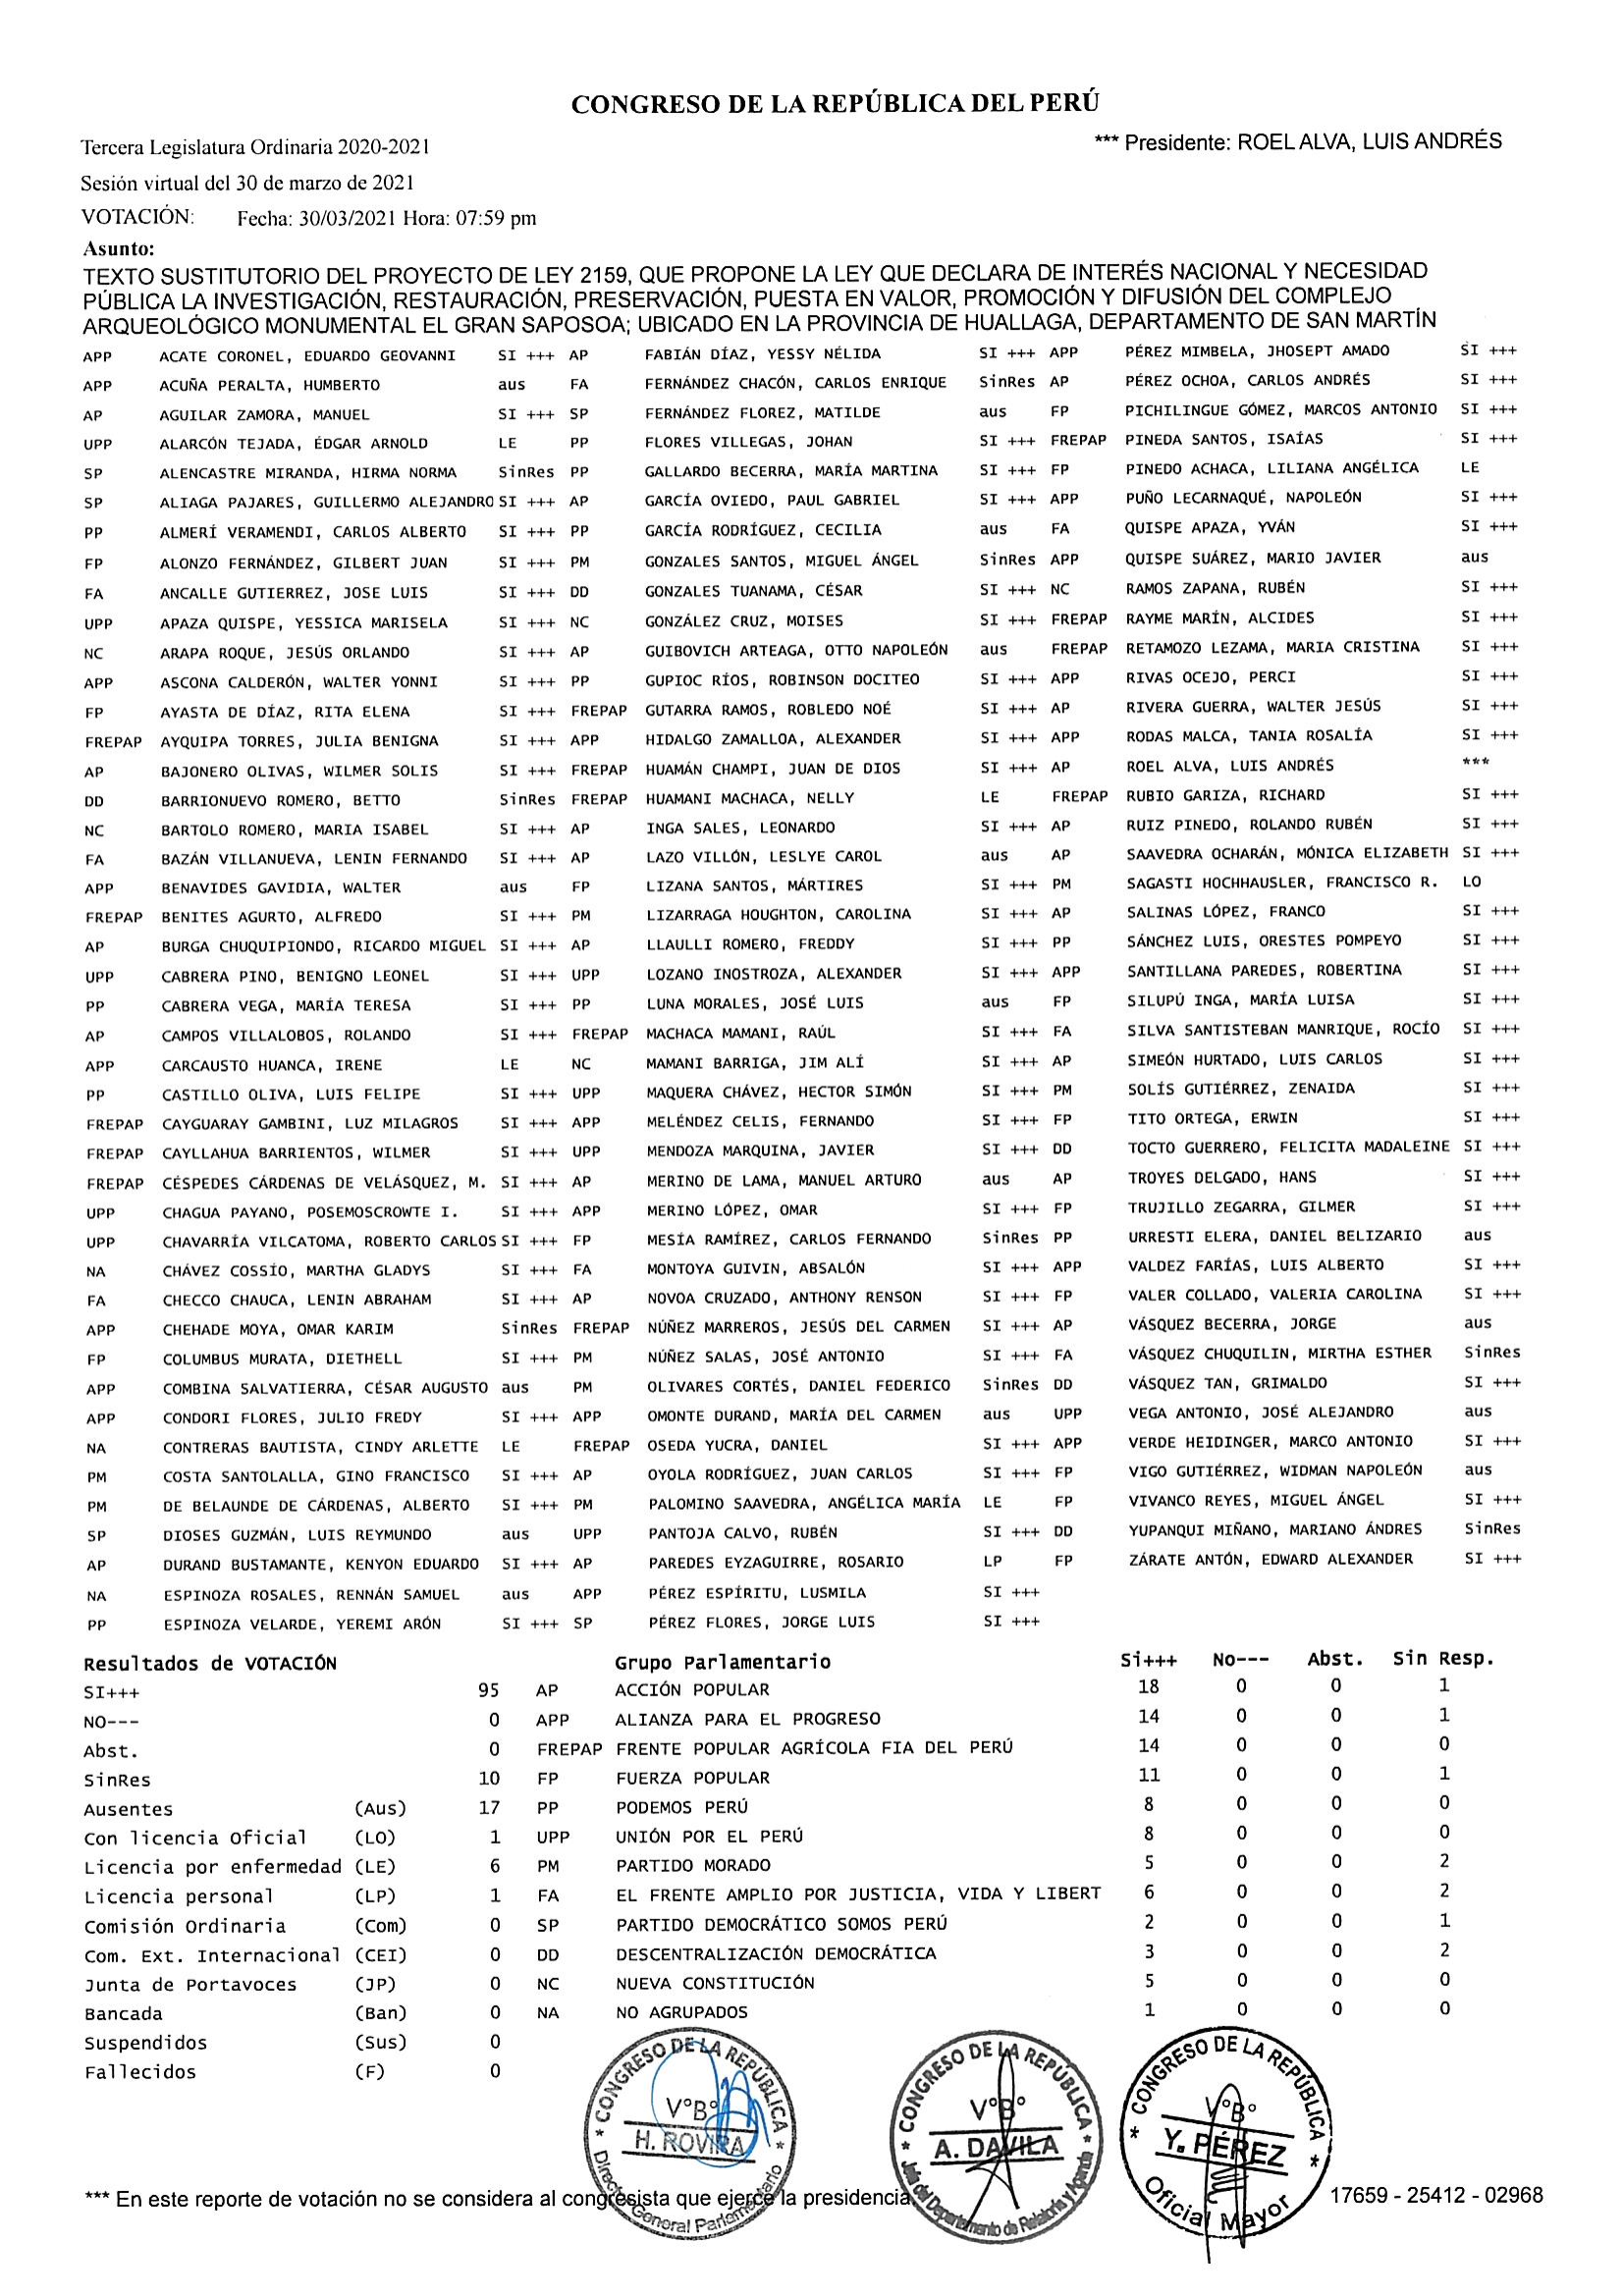 CONGRESO DE LA REPÚBLICA DEL PERÚ
Tercera Legislatura Ordinaria 2020-2021
*** Presidente: ROEL ALVA, LUIS ANDRÉS
Sesión virtual del 30 de marzo de 2021
VOTACIÓN: Fecha: 30/03/2021 Hora: 07:59 pm
Asunto:
TEXTO SUSTITUTORIO DEL PROYECTO DE LEY 2159, QUE PROPONE LA LEY QUE DECLARA DE INTERÉS NACIONAL Y NECESIDAD
PÚBLICA LA INVESTIGACIÓN, RESTAURACIÓN, PRESERVACIÓN, PUESTA EN VALOR, PROMOCIÓN Y DIFUSIÓN DEL COMPLEJO
ARQUEOLÓGICO MONUMENTAL EL GRAN SAPOSOA; UBICADO EN LA PROVINCIA DE HUALLAGA, DEPARTAMENTO DE SAN MARTÍN
APP ACATE CORONEL, EDUARDO GEOVANNI SI +++ AP FABIÁN DÍAZ, YESSY NÉLIDA SI +++ APP PÉREZ MIMBELA, JHOSEPT AMADO SI +++
APP ACUÑA PERALTA, HUMBERTO aus FA FERNÁNDEZ CHACÓN, CARLOS ENRIQUE SinRes AP PÉREZ OCHOA, CARLOS ANDRÉS SI +++
AP AGUILAR ZAMORA, MANUEL SI +++ SP FERNÁNDEZ FLOREZ, MATILDE aus FP PICHILINGUE GÓMEZ, MARCOS ANTONIO SI +++
UPP ALARCÓN TEJADA, ÉDGAR ARNOLD LE PP FLORES VILLEGAS, JOHAN SI +++ FREPAP PINEDA SANTOS, ISAÍAS SI +++
SP ALENCASTRE MIRANDA, HIRMA NORMA SinRes PP GALLARDO BECERRA, MARÍA MARTINA SI +++ FP PINEDO ACHACA, LILIANA ANGÉLICA LE
SP ALIAGA PAJARES, GUILLERMO ALEJANDRO SI +++ AP GARCÍA OVIEDO, PAUL GABRIEL SI +++ APP PUÑO LECARNAQUÉ, NAPOLEÓN SI +++
PP ALMERÍ VERAMENDI, CARLOS ALBERTO SI +++ PP GARCÍA RODRÍGUEZ, CECILIA aus FA QUISPE APAZA, YVÁN SI +++
FP ALONZO FERNÁNDEZ, GILBERT JUAN SI +++ PM GONZALES SANTOS, MIGUEL ÁNGEL SinRes APP QUISPE SUÁREZ, MARIO JAVIER aus
FA ANCALLE GUTIERREZ, JOSE LUIS SI +++ DD GONZALES TUANAMA, CÉSAR SI +++ NC RAMOS ZAPANA, RUBÉN SI +++
UPP APAZA QUISPE, YESSICA MARISELA SI +++ NC GONZÁLEZ CRUZ, MOISES SI +++ FREPAP RAYME MARÍN, ALCIDES SI +++
NC ARAPA ROQUE, JESÚS ORLANDO SI +++ AP GUIBOVICH ARTEAGA, OTTO NAPOLEÓN aus FREPAP RETAMOZO LEZAMA, MARIA CRISTINA SI +++
APP ASCONA CALDERÓN, WALTER YONNI SI +++ PP GUPIOC RÍOS, ROBINSON DOCITEO SI +++ APP RIVAS OCEJO, PERCI SI +++
FP AYASTA DE DÍAZ, RITA ELENA SI +++ FREPAP GUTARRA RAMOS, ROBLEDO NOÉ SI +++ AP RIVERA GUERRA, WALTER JESÚS SI +++
FREPAP AYQUIPA TORRES, JULIA BENIGNA SI +++ APP HIDALGO ZAMALLOA, ALEXANDER SI +++ APP RODAS MALCA, TANIA ROSALÍA SI +++
AP BAJONERO OLIVAS, WILMER SOLIS SI +++ FREPAP HUAMÁN CHAMPI, JUAN DE DIOS SI +++ AP ROEL ALVA, LUIS ANDRÉS ***
DD BARRIONUEVO ROMERO, BETTO SinRes FREPAP HUAMANI MACHACA, NELLY LE FREPAP RUBIO GARIZA, RICHARD SI +++
NC BARTOLO ROMERO, MARIA ISABEL SI +++ AP INGA SALES, LEONARDO SI +++ AP RUIZ PINEDO, ROLANDO RUBÉN SI +++
FA BAZÁN VILLANUEVA, LENIN FERNANDO SI +++ AP LAZO VILLÓN, LESLYE CAROL aus AP SAAVEDRA OCHARÁN, MÓNICA ELIZABETH SI +++
APP BENAVIDES GAVIDIA, WALTER aus FP LIZANA SANTOS, MÁRTIRES SI +++ PM SAGASTI HOCHHAUSLER, FRANCISCO R. LO
FREPAP BENITES AGURTO, ALFREDO SI +++ PM LIZARRAGA HOUGHTON, CAROLINA SI +++ AP SALINAS LÓPEZ, FRANCO SI +++
AP BURGA CHUQUIPIONDO, RICARDO MIGUEL SI +++ AP LLAULLI ROMERO, FREDDY SI +++ PP SÁNCHEZ LUIS, ORESTES POMPEYO SI +++
UPP CABRERA PINO, BENIGNO LEONEL SI +++ UPP LOZANO INOSTROZA, ALEXANDER SI +++ APP SANTILLANA PAREDES, ROBERTINA SI +++
PP CABRERA VEGA, MARÍA TERESA SI +++ PP LUNA MORALES, JOSÉ LUIS aus FP SILUPÚ INGA, MARÍA LUISA SI +++
AP CAMPOS VILLALOBOS, ROLANDO SI +++ FREPAP MACHACA MAMANI, RAÚL SI +++ FA SILVA SANTISTEBAN MANRIQUE, ROCÍO SI +++
APP CARCAUSTO HUANCA, IRENE LE NC MAMANI BARRIGA, JIM ALÍ SI +++ AP SIMEÓN HURTADO, LUIS CARLOS SI +++
PP CASTILLO OLIVA, LUIS FELIPE SI +++ UPP MAQUERA CHÁVEZ, HECTOR SIMÓN SI +++ PM SOLÍS GUTIÉRREZ, ZENAIDA SI +++
FREPAP CAYGUARAY GAMBINI, LUZ MILAGROS SI +++ APP MELÉNDEZ CELIS, FERNANDO SI +++ FP TITO ORTEGA, ERWIN SI +++
FREPAP CAYLLAHUA BARRIENTOS, WILMER SI +++ UPP MENDOZA MARQUINA, JAVIER SI +++ DD TOCTO GUERRERO, FELICITA MADALEINE SI +++
FREPAP CÉSPEDES CÁRDENAS DE VELÁSQUEZ, M. SI +++ AP MERINO DE LAMA, MANUEL ARTURO aus AP TROYES DELGADO, HANS SI +++
UPP CHAGUA PAYANO, POSEMOSCROWTE I. SI +++ APP MERINO LÓPEZ, OMAR SI +++ FP TRUJILLO ZEGARRA, GILMER SI +++
UPP CHAVARRÍA VILCATOMA, ROBERTO CARLOS SI +++ FP MESÍA RAMÍREZ, CARLOS FERNANDO SinRes PP URRESTI ELERA, DANIEL BELIZARIO aus
NA CHÁVEZ COSSÍO, MARTHA GLADYS SI +++ FA MONTOYA GUIVIN, ABSALÓN SI +++ APP VALDEZ FARÍAS, LUIS ALBERTO SI +++
FA CHECCO CHAUCA, LENIN ABRAHAM SI +++ AP NOVOA CRUZADO, ANTHONY RENSON SI +++ FP VALER COLLADO, VALERIA CAROLINA SI +++
APP CHEHADE MOYA, OMAR KARIM SinRes FREPAP NÚÑEZ MARREROS, JESÚS DEL CARMEN SI +++ AP VÁSQUEZ BECERRA, JORGE aus
FP COLUMBUS MURATA, DIETHELL SI +++ PM NÚÑEZ SALAS, JOSÉ ANTONIO SI +++ FA VÁSQUEZ CHUQUILIN, MIRTHA ESTHER SinRes
APP COMBINA SALVATIERRA, CÉSAR AUGUSTO aus PM OLIVARES CORTÉS, DANIEL FEDERICO SinRes DD VÁSQUEZ TAN, GRIMALDO SI +++
APP CONDORI FLORES, JULIO FREDY SI +++ APP OMONTE DURAND, MARÍA DEL CARMEN aus UPP VEGA ANTONIO, JOSÉ ALEJANDRO aus
NA CONTRERAS BAUTISTA, CINDY ARLETTE LE FREPAP OSEDA YUCRA, DANIEL SI +++ APP VERDE HEIDINGER, MARCO ANTONIO SI +++
PM COSTA SANTOLALLA, GINO FRANCISCO SI +++ AP OYOLA RODRÍGUEZ, JUAN CARLOS SI +++ FP VIGO GUTIÉRREZ, WIDMAN NAPOLEÓN aus
PM DE BELAUNDE DE CÁRDENAS, ALBERTO SI +++ PM PALOMINO SAAVEDRA, ANGÉLICA MARÍA LE FP VIVANCO REYES, MIGUEL ÁNGEL SI +++
SP DIOSES GUZMÁN, LUIS REYMUNDO aus UPP PANTOJA CALVO, RUBÉN SI +++ DD YUPANQUI MIÑANO, MARIANO ÁNDRES SinRes
AP DURAND BUSTAMANTE, KENYON EDUARDO SI +++ AP PAREDES EYZAGUIRRE, ROSARIO LP FP ZÁRATE ANTÓN, EDWARD ALEXANDER SI +++
NA ESPINOZA ROSALES, RENNÁN SAMUEL aus APP PÉREZ ESPÍRITU, LUSMILA SI +++
PP ESPINOZA VELARDE, YEREMI ARÓN SI +++ SP PÉREZ FLORES, JORGE LUIS SI +++
Resultados de VOTACIÓN Grupo Parlamentario Si+++ No--- Abst. Sin Resp.
SI+++ 95 AP ACCIÓN POPULAR 18 0 0 1
NO--- 0 APP ALIANZA PARA EL PROGRESO 14 0 0 1
Abst. 0 FREPAP FRENTE POPULAR AGRÍCOLA FIA DEL PERÚ 14 0 0 0
SinRes 10 FP FUERZA POPULAR 11 0 0 1
Ausentes (Aus) 17 PP PODEMOS PERÚ 8 0 0 0
Con licencia Oficial (LO) 1 UPP UNIÓN POR EL PERÚ 8 0 0 0
Licencia por enfermedad (LE) 6 PM PARTIDO MORADO 5 0 0 2
Licencia personal (LP) 1 FA EL FRENTE AMPLIO POR JUSTICIA, VIDA Y LIBERT 6 0 0 2
Comisión Ordinaria (Com) 0 SP PARTIDO DEMOCRÁTICO SOMOS PERÚ 2 0 0 1
Com. Ext. Internacional (CEI) 0 DD DESCENTRALIZACIÓN DEMOCRÁTICA 3 0 0 2
Junta de Portavoces (JP) 0 NC NUEVA CONSTITUCIÓN 5 0 0 0
Bancada (Ban) 0 NA NO AGRUPADOS 1 0 0 0
Suspendidos (Sus) 0
Fallecidos (F) 0
* CONGRESO DE LA REPÚBLICA *
V°B°
H. ROVIRA
Director General Parlamentario
* CONGRESO DE LA REPÚBLICA *
V°B°
A. DAVILA
Jefa del Departamento de Relatoría y Agenda
* CONGRESO DE LA REPÚBLICA *
V°B°
Y. PÉREZ
Oficial Mayor
*** En este reporte de votación no se considera al congresista que ejerce la presidencia
17659 - 25412 - 02968